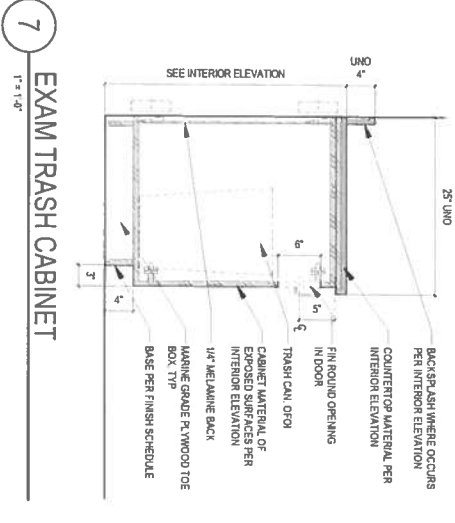 UNO
4"
SEE INTERIOR ELEVATION
25" UNO
6"
5"
3"
3"
4"
BACKSPLASH WHERE OCCURS
PER INTERIOR ELEVATION
COUNTERTOP MATERIAL PER
INTERIOR ELEVATION
FIN ROUND OPENING
IN DOOR
TRASH CAN. OFOI
CABINET MATERIAL OF
EXPOSED SURFACES PER
INTERIOR ELEVATION
1/4" MELAMINE BACK
MARINE GRADE PLYWOOD TOE
BOX, TYP
BASE PER FINISH SCHEDULE
7
EXAM TRASH CABINET
1" = 1'-0"